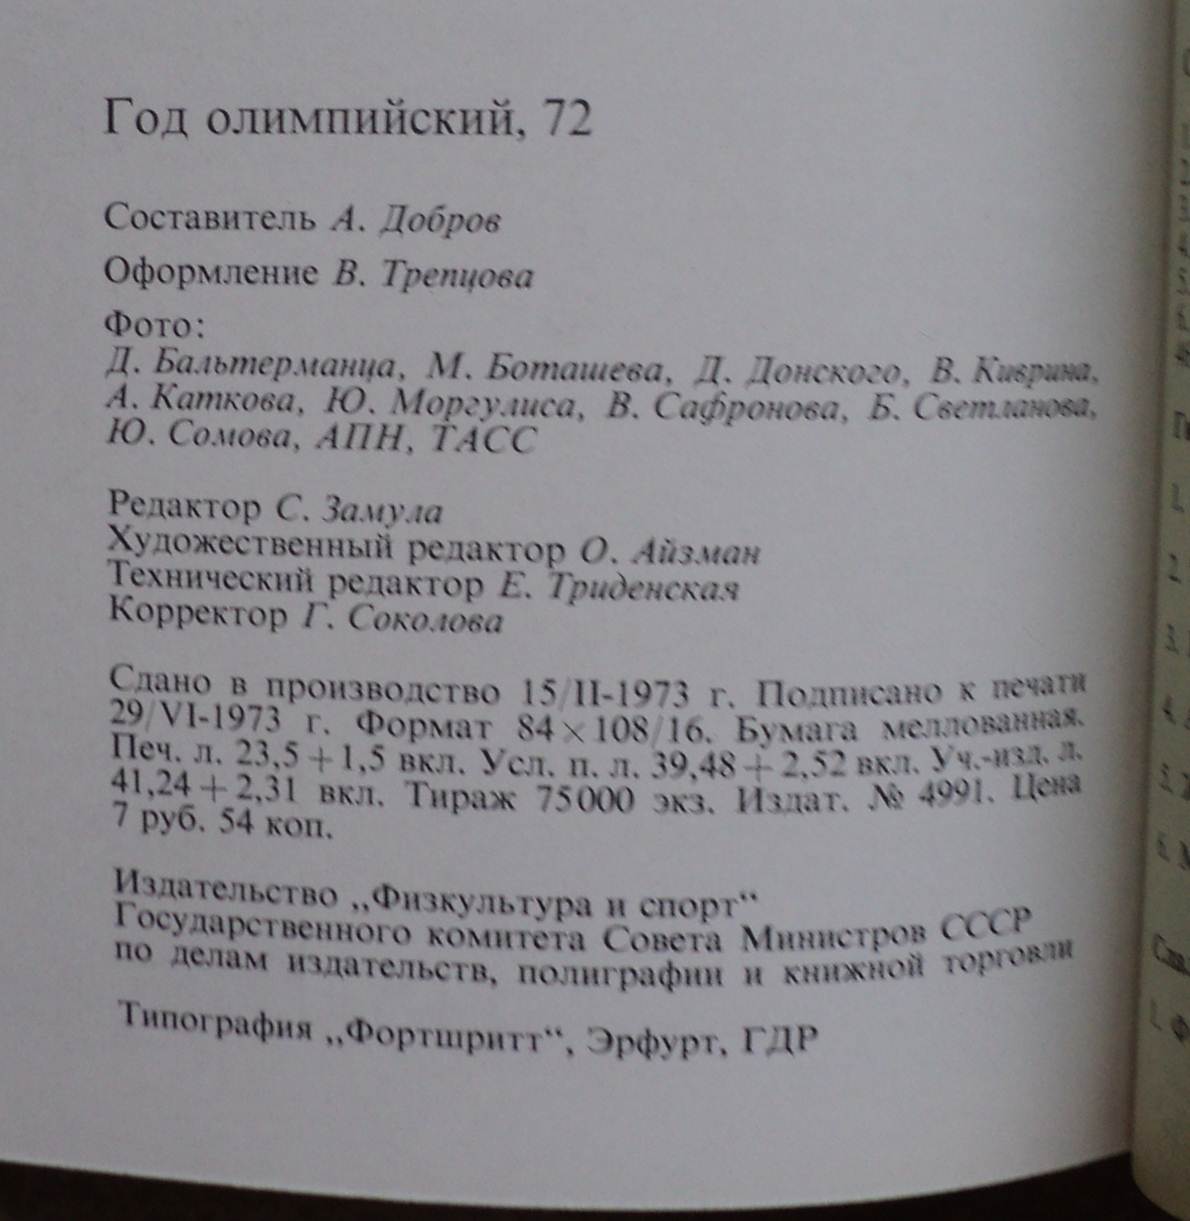 Год олимпийский, 72
Составитель А. Добров
Оформление В. Трепцова
Фото:
Д. Бальтерманца, М. Боташева, Д. Донского, В. Киврина,
А. Каткова, Ю. Моргулиса, В. Сафронова, Б. Светланова,
Ю. Сомова, АПН, ТАСС
Редактор С. Замула
Художественный редактор О. Айзман
Технический редактор Е. Триденская
Корректор Г. Соколова
Сдано в производство 15/II-1973 г. Подписано к печати
29/VI-1973 г. Формат 84×108/16. Бумага меллованная.
Печ. л. 23,5+1,5 вкл. Усл. п. л. 39,48+2,52 вкл. Уч.-изд. л.
41,24+2,31 вкл. Тираж 75000 экз. Издат. № 4991. Цена
7 руб. 54 коп.
Издательство „Физкультура и спорт“
Государственного комитета Совета Министров СССР
по делам издательств, полиграфии и книжной торговли
Типография „Фортшритт“, Эрфурт, ГДР